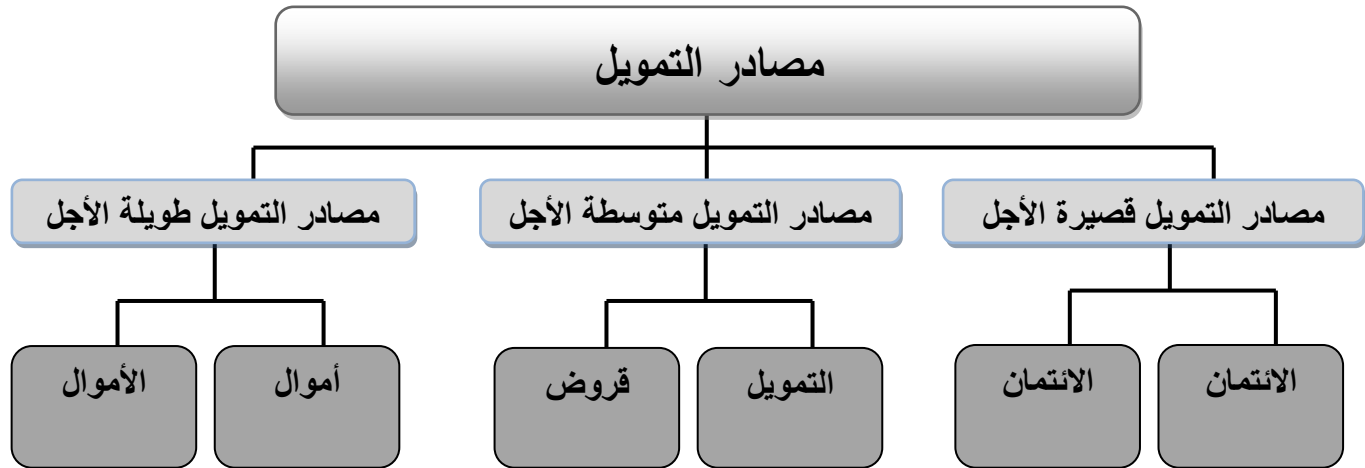 مصادر التمويل
مصادر التمويل قصيرة الأجل
مصادر التمويل متوسطة الأجل
مصادر التمويل طويلة الأجل
الائتمان
الائتمان
التمويل
قروض
أموال
الأموال